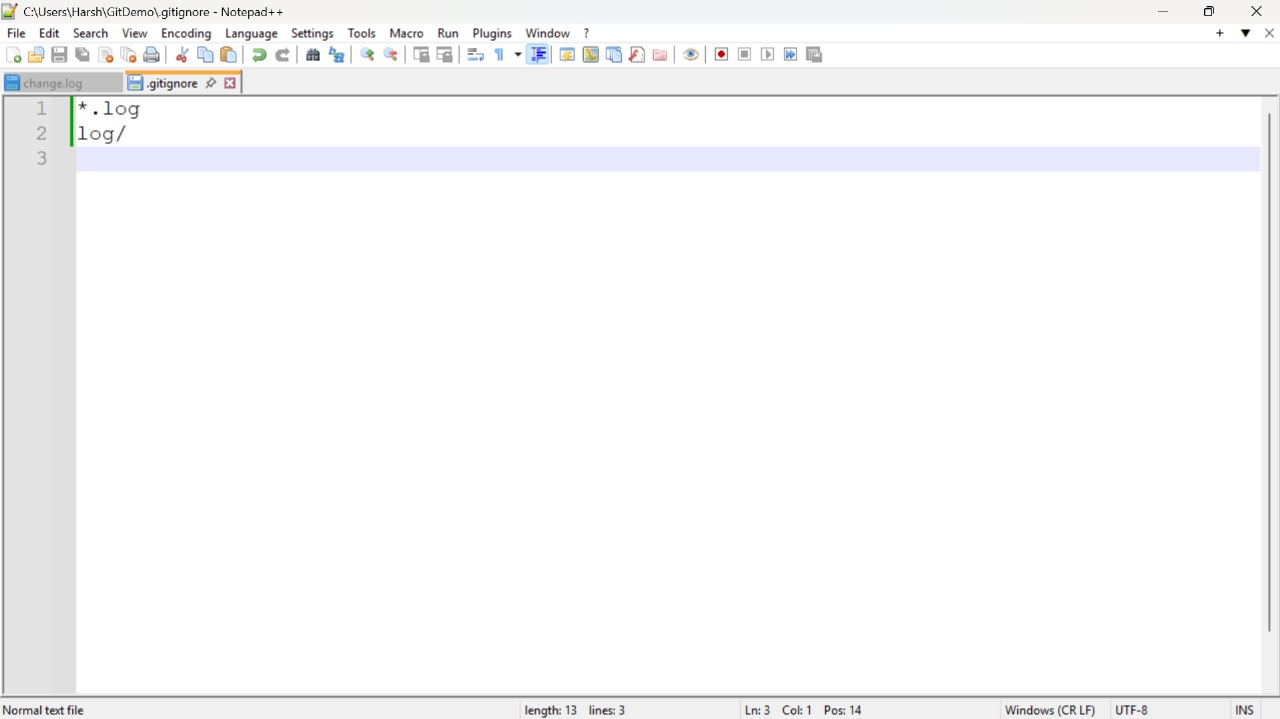 C:\Users\Harsh\GitDemo\.gitignore - Notepad++
File Edit Search View Encoding Language Settings Tools Macro Run Plugins Window ?
+ ▼ ✕
change.log .gitignore
1 *.log
2 log/
3
Normal text file length: 13 lines: 3 Ln: 3 Col: 1 Pos: 14 Windows (CR LF) UTF-8 INS